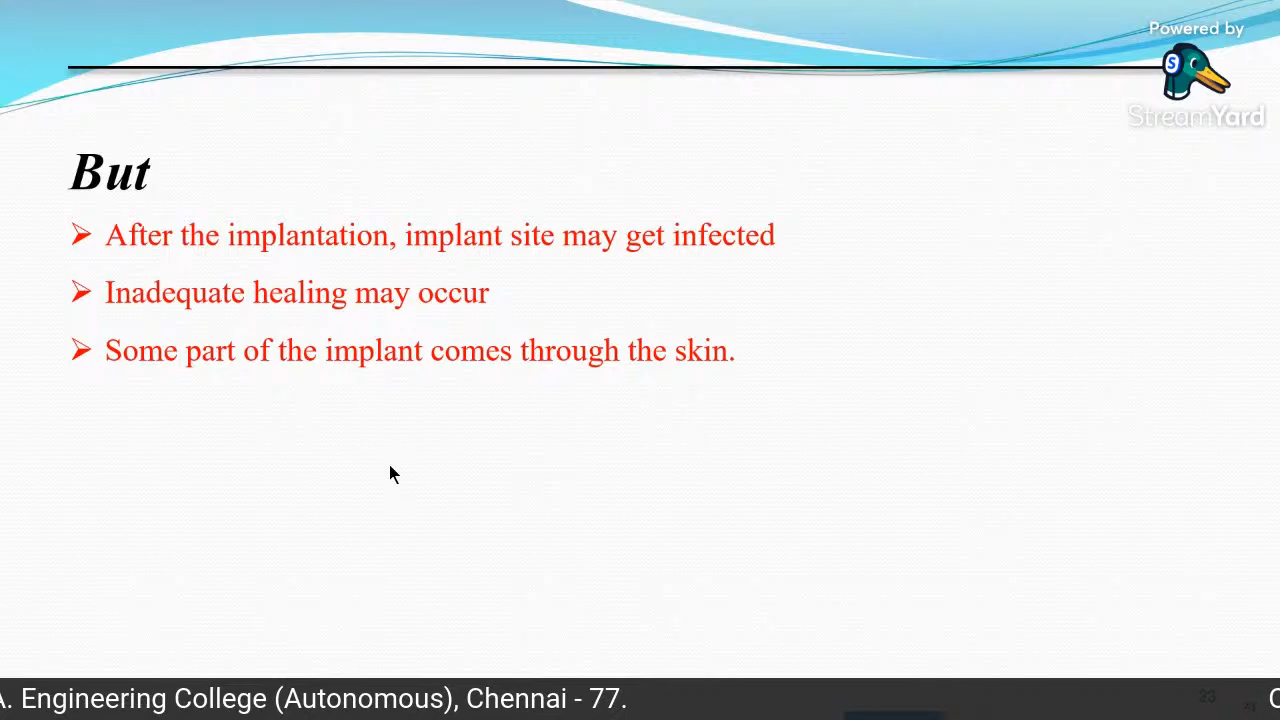 Powered by
StreamYard
But
After the implantation, implant site may get infected
Inadequate healing may occur
Some part of the implant comes through the skin.
A. Engineering College (Autonomous), Chennai - 77.
23